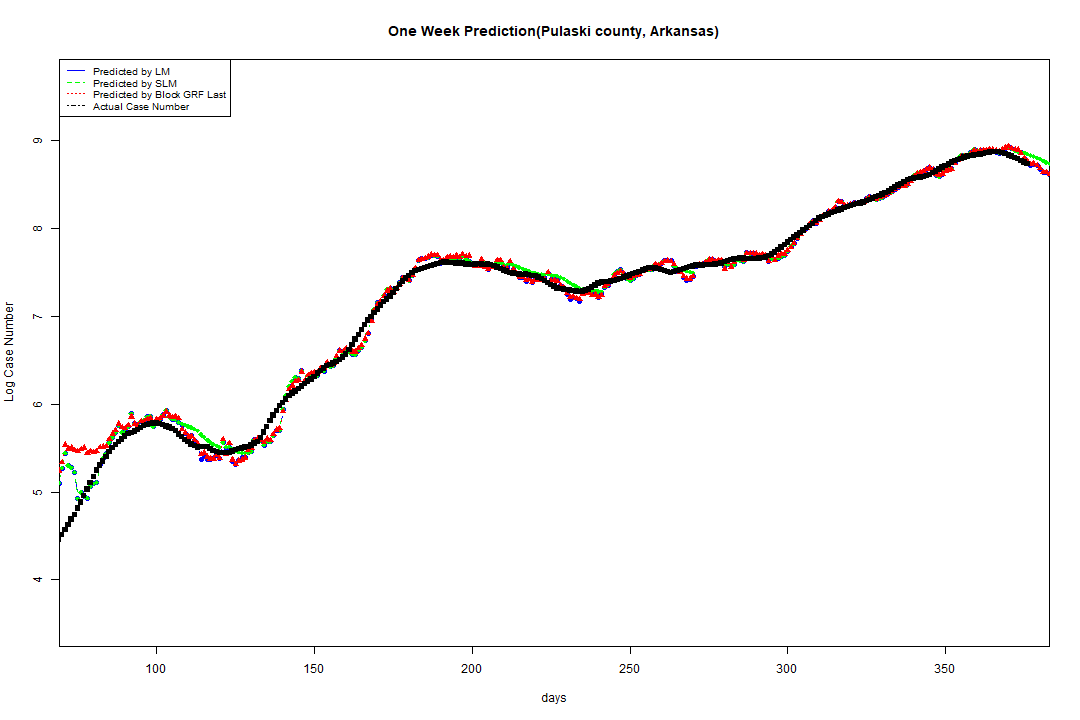 One Week Prediction(Pulaski county, Arkansas)
Predicted by LM
Predicted by SLM
Predicted by Block GRF Last
Actual Case Number
9
8
7
6
5
4
Log Case Number
100 150 200 250 300 350
days